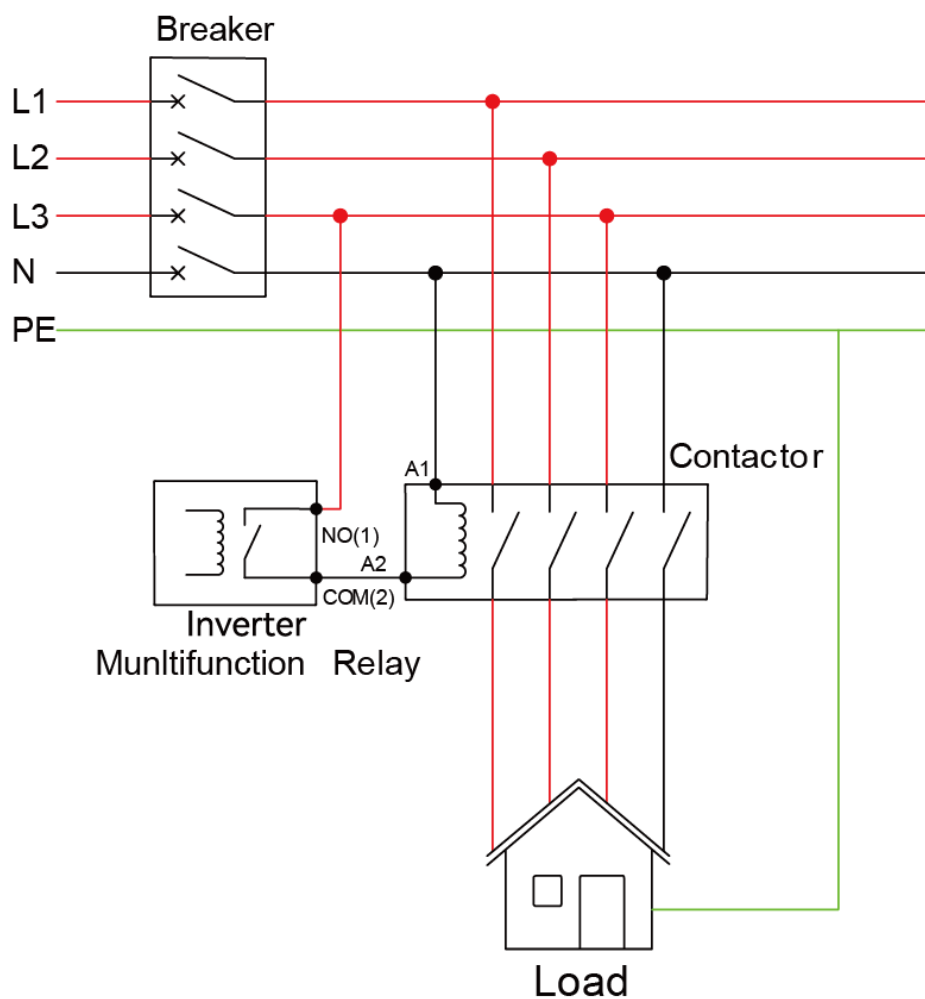 Breaker
L1
L2
L3
N
PE
Contactor
A1
NO(1)
A2
COM(2)
Inverter
Munltifunction Relay
Load